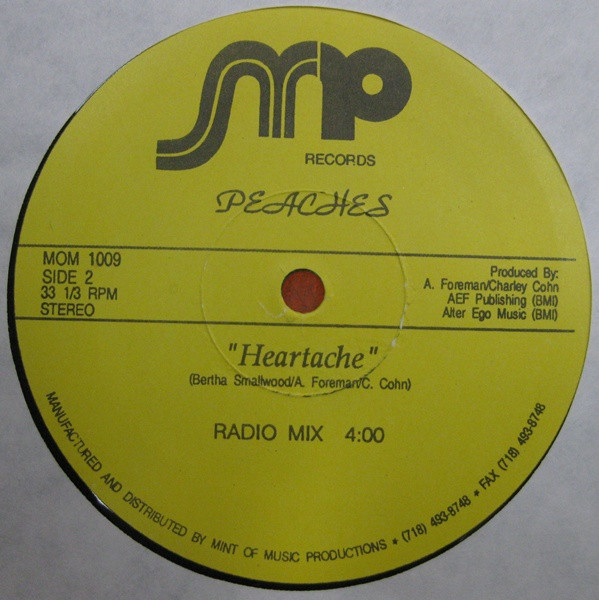 smp
RECORDS
PEACHES
MOM 1009
SIDE 2
33 1/3 RPM
STEREO
Produced By:
A. Foreman/Charley Cohn
AEF Publishing (BMI)
Alter Ego Music (BMI)
"Heartache"
(Bertha Smallwood/A. Foreman/C. Cohn)
RADIO MIX 4:00
MANUFACTURED AND DISTRIBUTED BY MINT OF MUSIC PRODUCTIONS * (718) 493-8748 * FAX (718) 493-8748